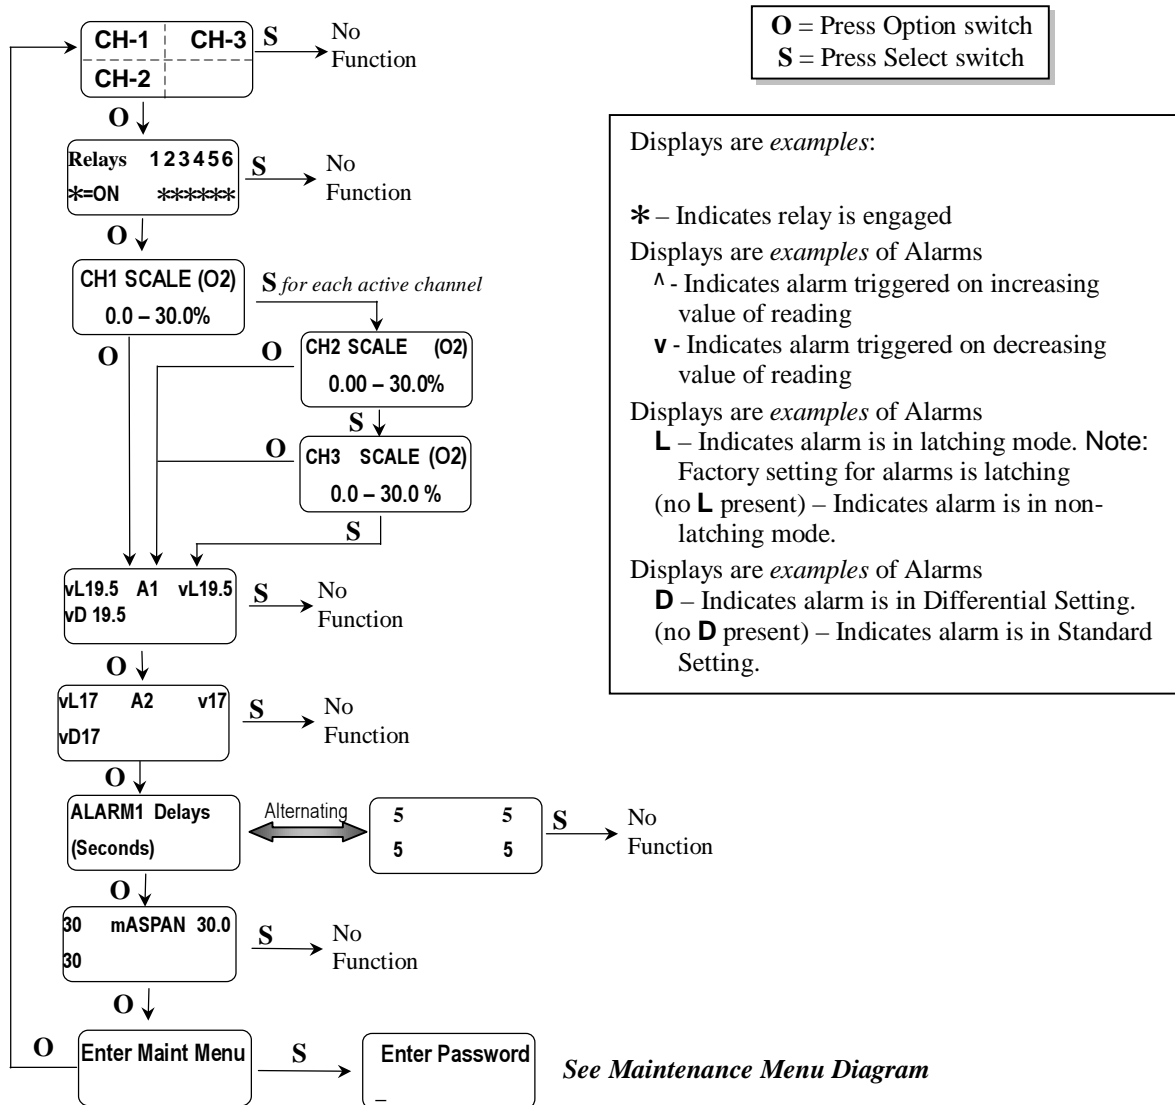 CH-1 CH-3
CH-2
S
No
Function
O = Press Option switch
S = Press Select switch
O
Relays 1 2 3 4 5 6
*=ON ******
S
No
Function
O
CH1 SCALE (O2)
0.0 – 30.0%
S for each active channel
O
CH2 SCALE (O2)
0.00 – 30.0%
O
S
CH3 SCALE (O2)
0.0 – 30.0 %
O
S
vL19.5 A1 vL19.5
vD 19.5
S
No
Function
O
vL17 A2 v17
vD17
S
No
Function
O
ALARM1 Delays
(Seconds)
Alternating
5 5
5 5
S
No
Function
O
30 mASPAN 30.0
30
S
No
Function
O
O
Enter Maint Menu
S
Enter Password
_
See Maintenance Menu Diagram
Displays are examples:
* – Indicates relay is engaged
Displays are examples of Alarms
^ - Indicates alarm triggered on increasing
value of reading
v - Indicates alarm triggered on decreasing
value of reading
Displays are examples of Alarms
L – Indicates alarm is in latching mode. Note:
Factory setting for alarms is latching
(no L present) – Indicates alarm is in non-
latching mode.
Displays are examples of Alarms
D – Indicates alarm is in Differential Setting.
(no D present) – Indicates alarm is in Standard
Setting.